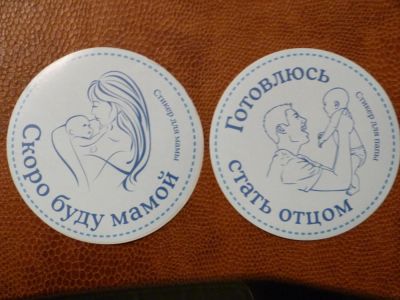 Стикер для мамы
Скоро буду мамой
Готовлюсь
Стикер для папы
стать отцом